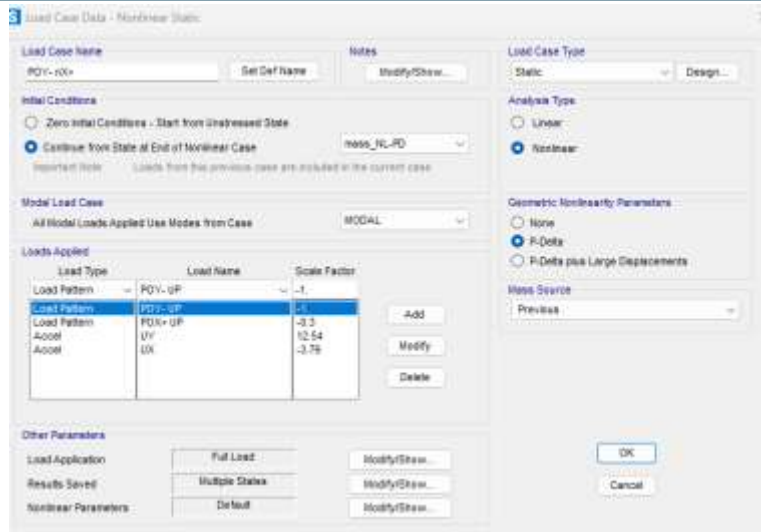 Load Case Data - Nonlinear Static
Load Case Name
Notes
Load Case Type
Set Def Name
Modify/Show...
Static
Design...
Initial Conditions
Zero Initial Conditions - Start from Unstressed State
Continue from State at End of Nonlinear Case
mass_NL-PD
Important Note: Loads from this previous case are included in the current case
Analysis Type
Linear
Nonlinear
Modal Load Case
All Modal Loads Applied Use Modes from Case
MODAL
Geometric Nonlinearity Parameters
None
P-Delta
P-Delta plus Large Displacements
Loads Applied
Load Type Load Name Scale Factor
Load Pattern PDY- UP -1.
Load Pattern PDY- UP -1.
Load Pattern PDX+ UP -0.3
Accel UY 12.54
Accel UX -3.76
Add
Modify
Delete
Mass Source
Previous
Other Parameters
Load Application Full Load Modify/Show...
Results Saved Multiple States Modify/Show...
Nonlinear Parameters Default Modify/Show...
OK
Cancel